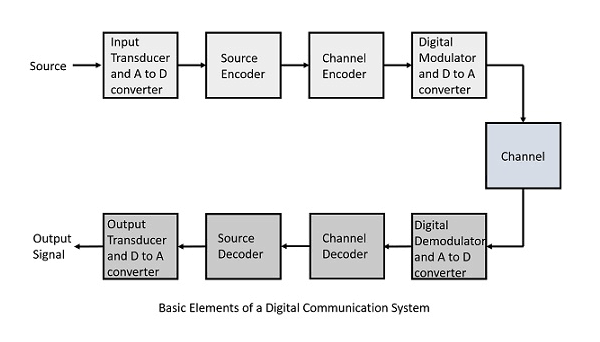 Source
Input
Transducer
and A to D
converter
Source
Encoder
Channel
Encoder
Digital
Modulator
and D to A
converter
Channel
Output
Signal
Output
Transducer
and D to A
converter
Source
Decoder
Channel
Decoder
Digital
Demodulator
and A to D
converter
Basic Elements of a Digital Communication System